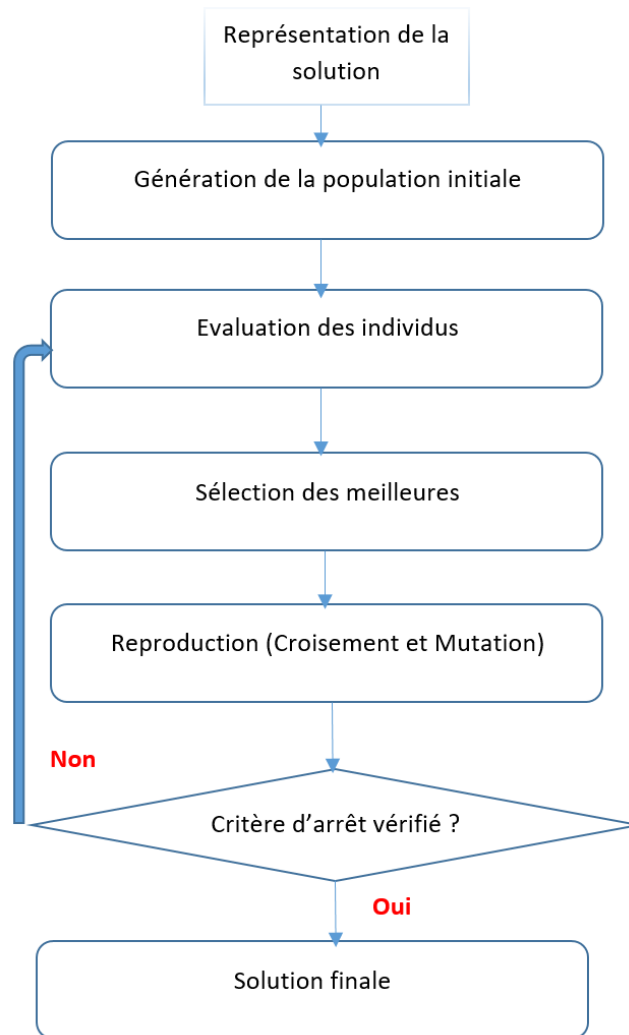 Représentation de la
solution
Génération de la population initiale
Evaluation des individus
Sélection des meilleures
Reproduction (Croisement et Mutation)
Non
Critère d’arrêt vérifié ?
Oui
Solution finale